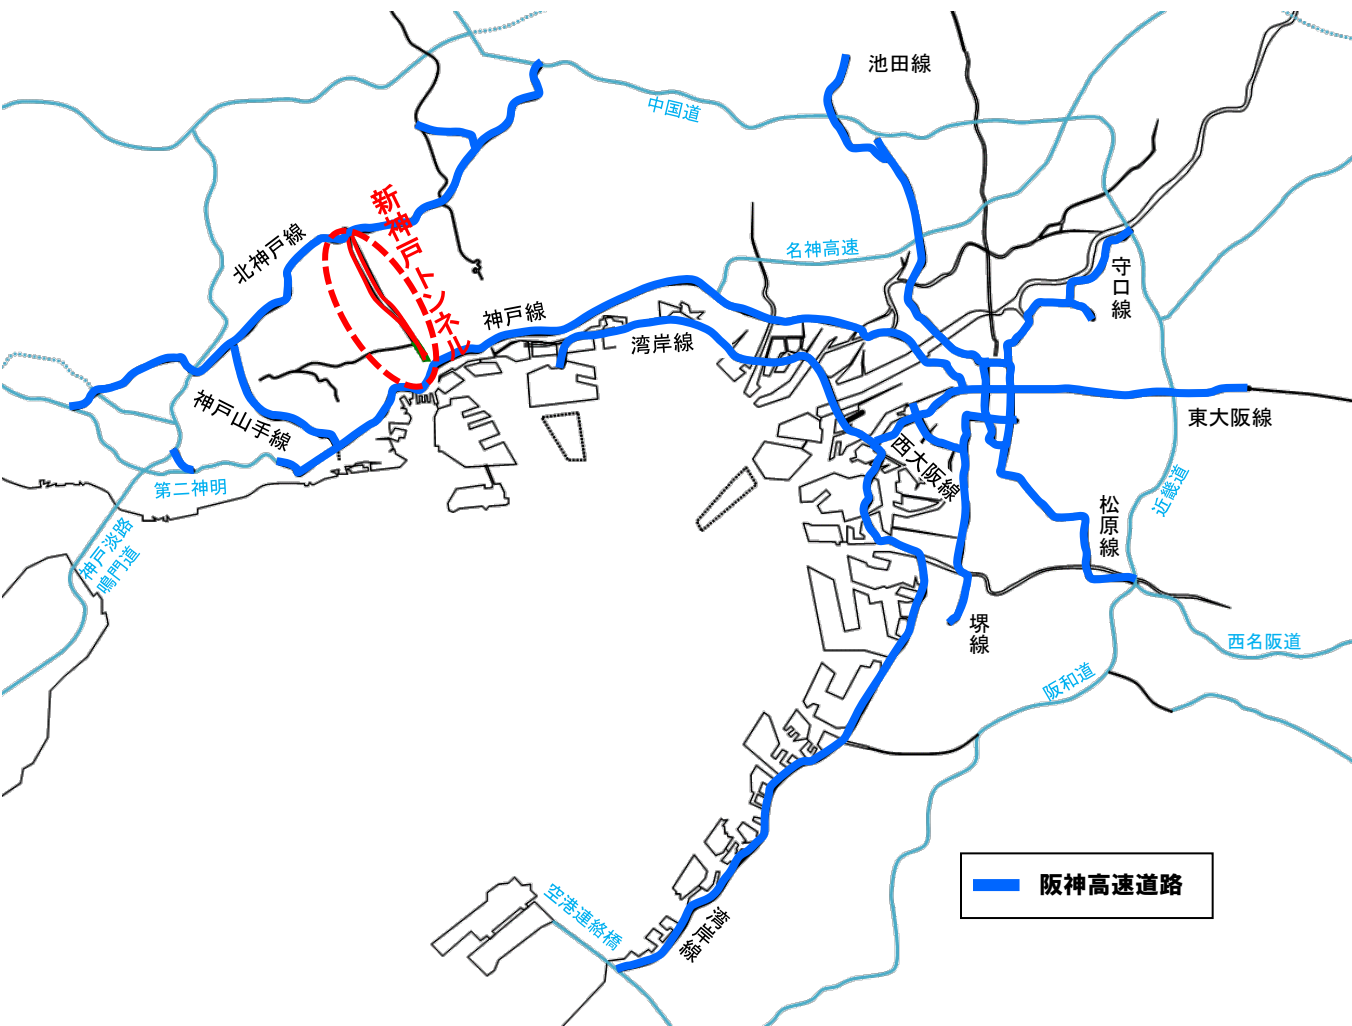 池田線
中国道
新神戸トンネル
北神戸線
名神高速
守口線
神戸線
湾岸線
神戸山手線
東大阪線
西大阪線
第二神明
近畿道
松原線
神戸淡路
鳴門道
堺線
西名阪道
阪和道
阪神高速道路
空港連絡橋
湾岸線